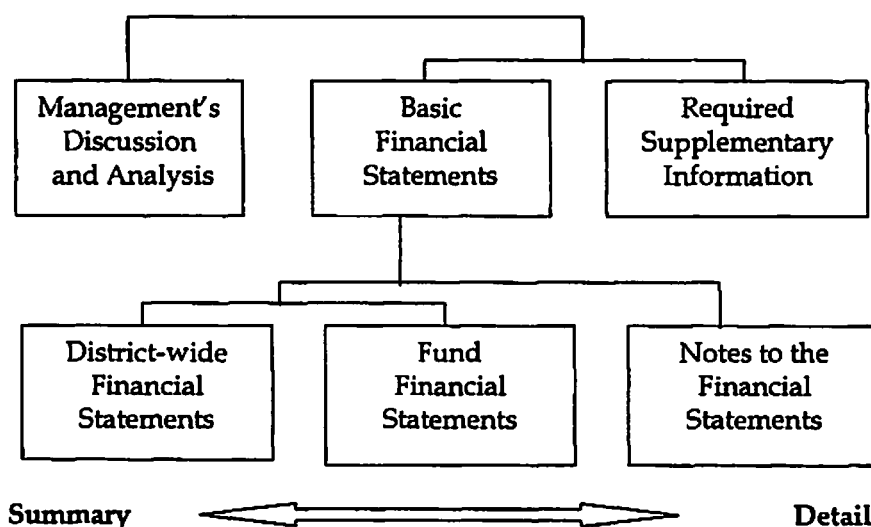 Management's
Discussion
and Analysis
Basic
Financial
Statements
Required
Supplementary
Information
District-wide
Financial
Statements
Fund
Financial
Statements
Notes to the
Financial
Statements
Summary
Detail